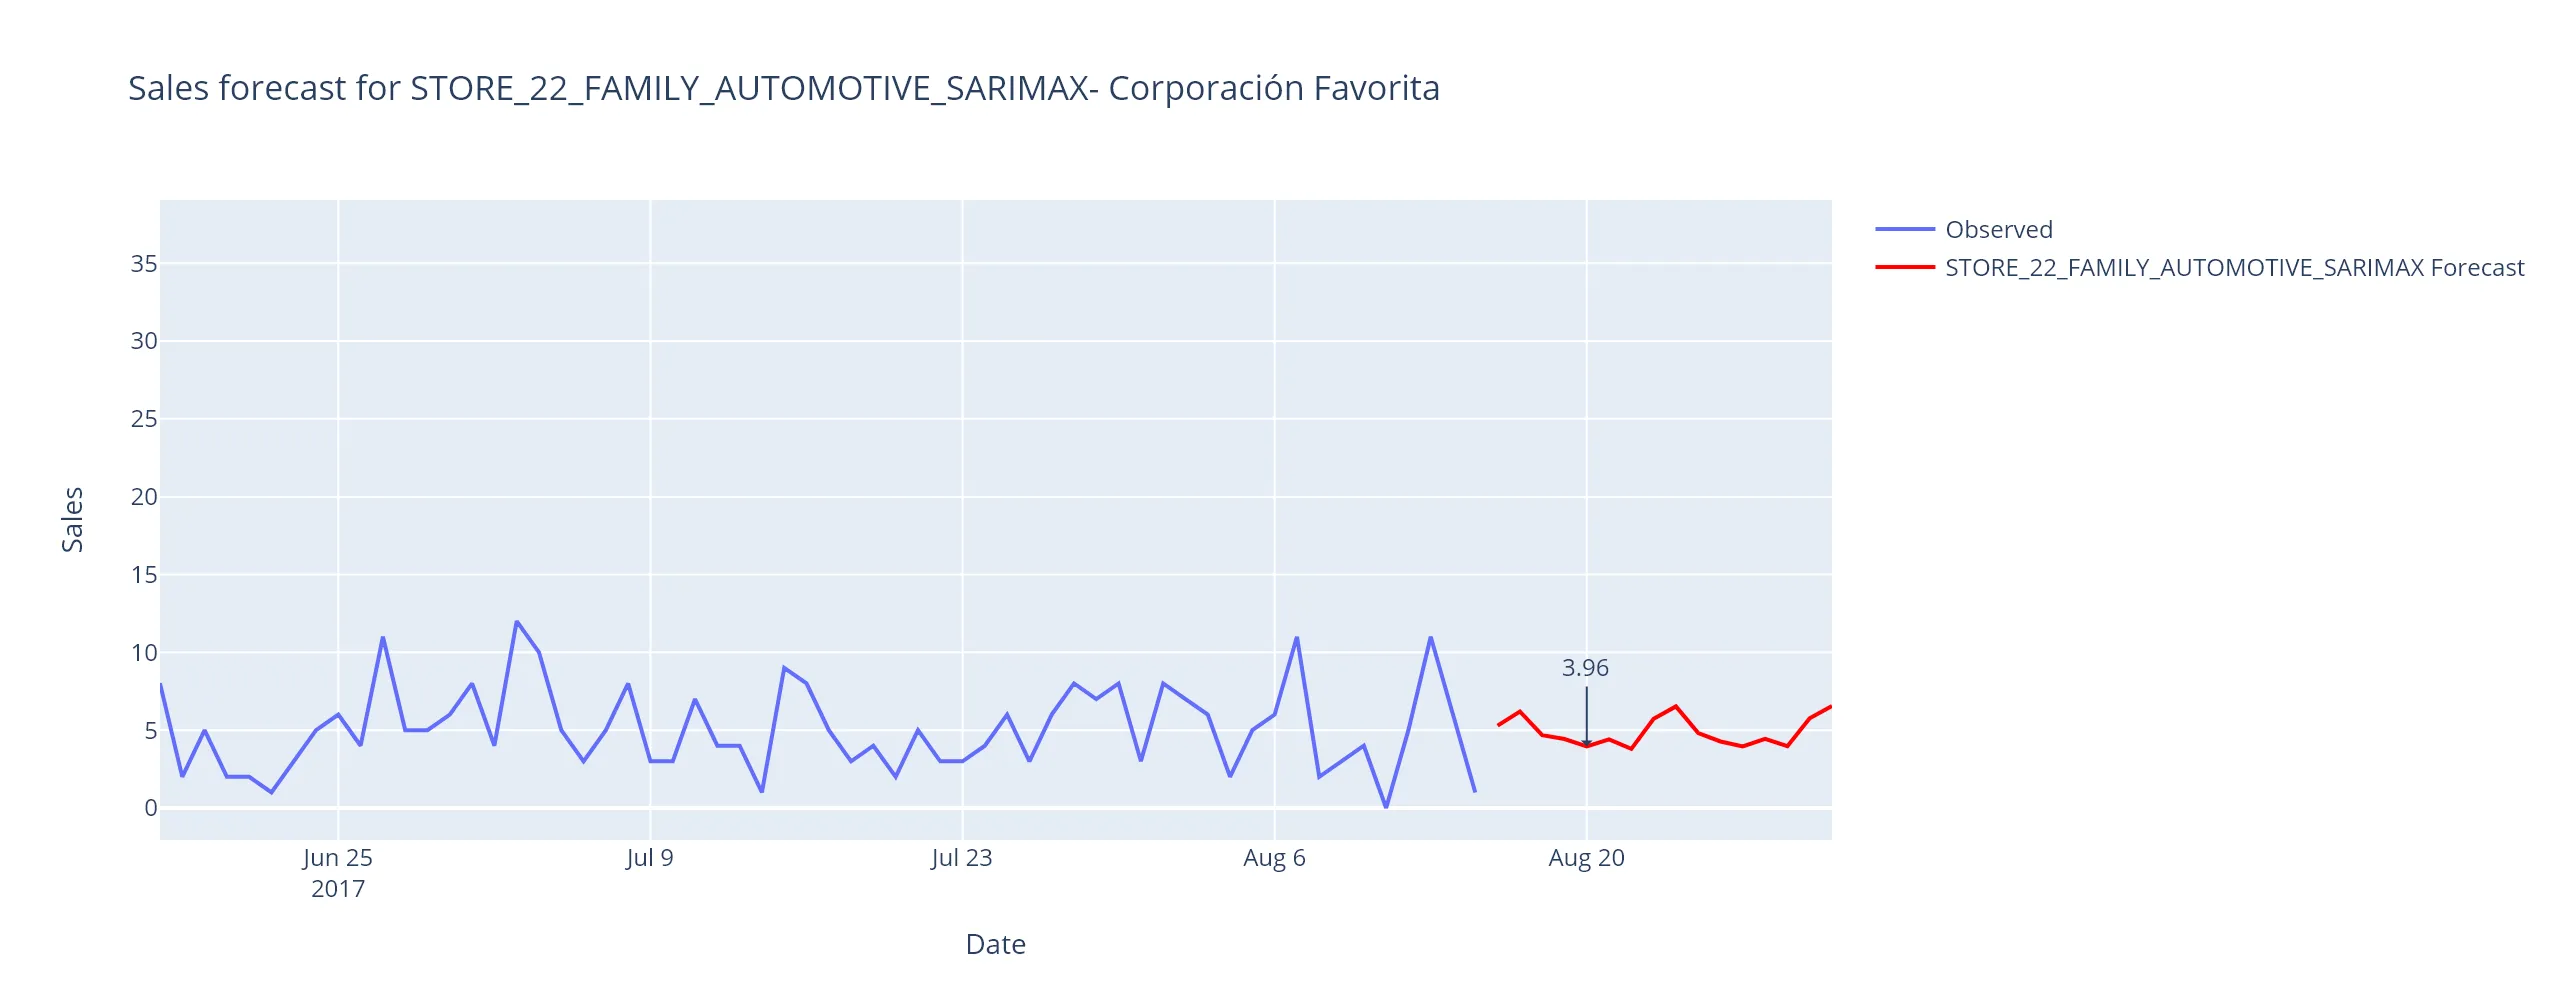 Sales forecast for STORE_22_FAMILY_AUTOMOTIVE_SARIMAX- Corporación Favorita
Observed
STORE_22_FAMILY_AUTOMOTIVE_SARIMAX Forecast
35
30
25
20
15
10
5
0
Sales
3.96
Jun 25
2017
Jul 9
Jul 23
Aug 6
Aug 20
Date